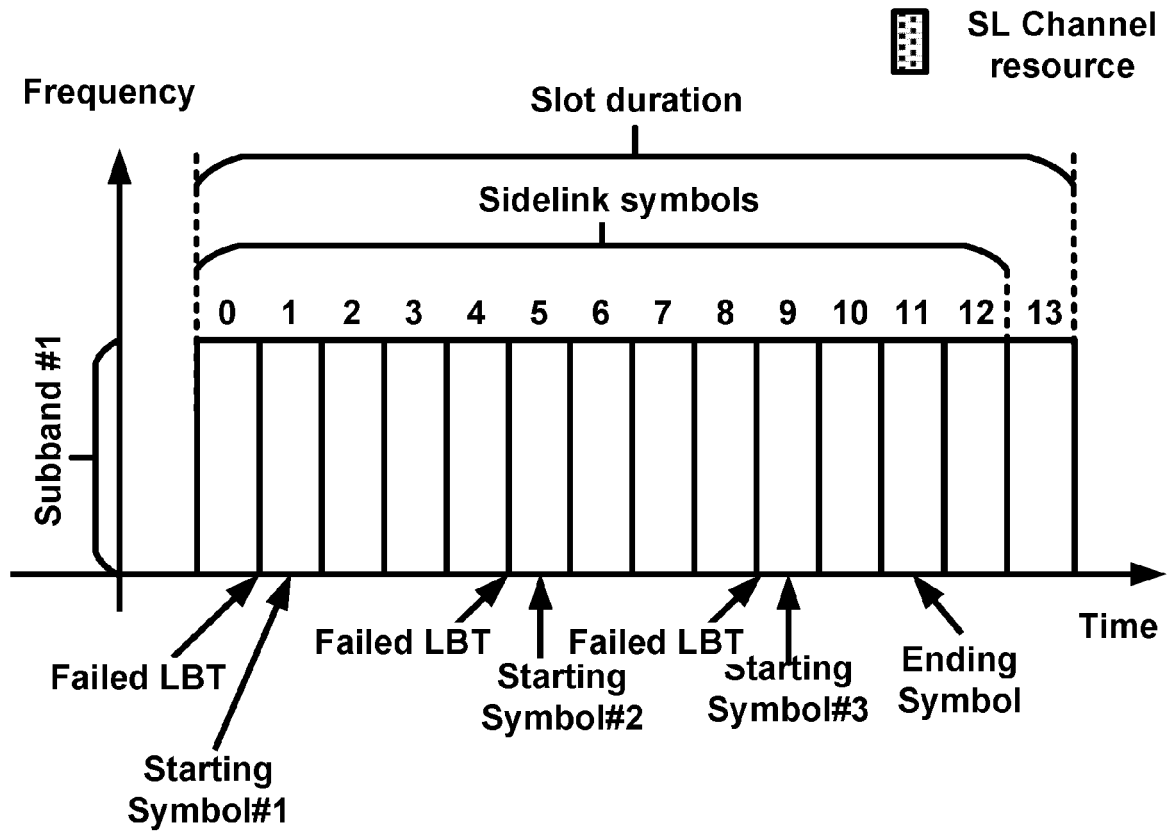 SL Channel
resource
Frequency
Slot duration
Sidelink symbols
0 1 2 3 4 5 6 7 8 9 10 11 12 13
Subband #1
Time
Failed LBT
Starting
Symbol#1
Failed LBT
Starting
Symbol#2
Failed LBT
Starting
Symbol#3
Ending
Symbol